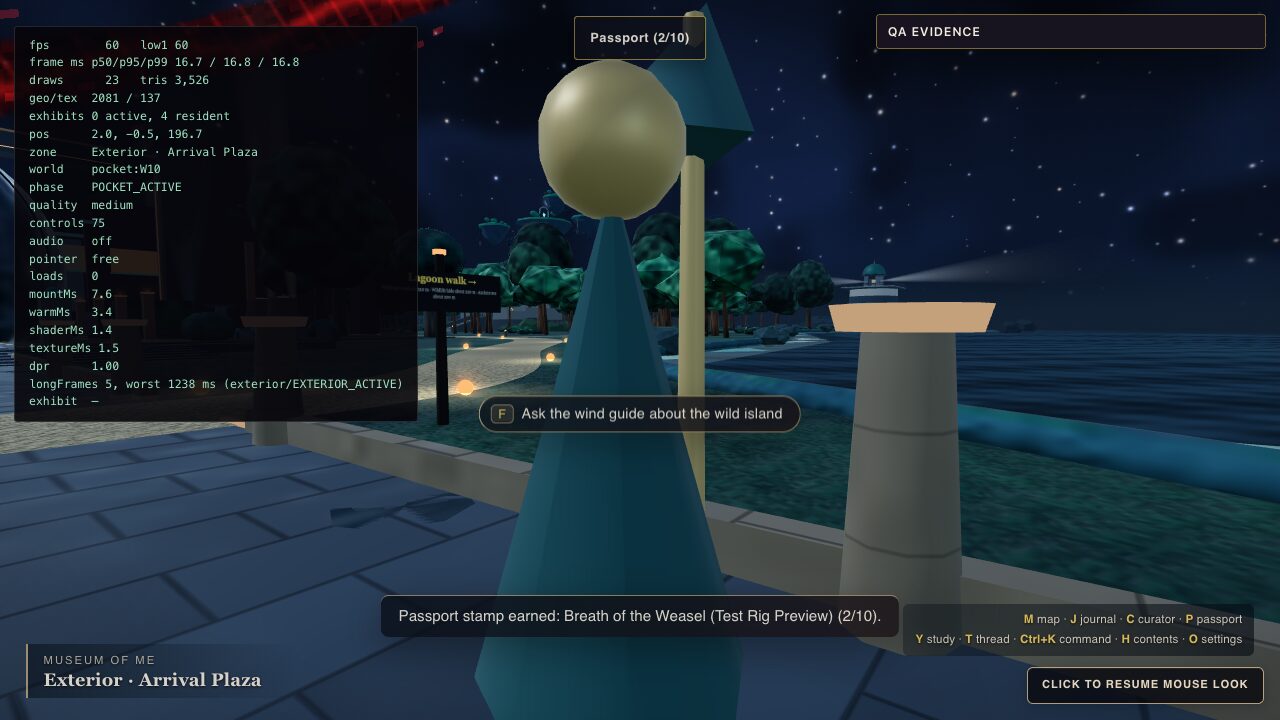 fps 60 low1 60
frame ms p50/p95/p99 16.7 / 16.8 / 16.8
draws 23 tris 3,526
geo/tex 2081 / 137
exhibits 0 active, 4 resident
pos 2.0, −0.5, 196.7
zone Exterior · Arrival Plaza
world pocket:W10
phase POCKET_ACTIVE
quality medium
controls 75
audio off
pointer free
loads 0
mountMs 7.6
warmMs 3.4
shaderMs 1.4
textureMs 1.5
dpr 1.00
longFrames 5, worst 1238 ms (exterior/EXTERIOR_ACTIVE)
exhibit —
Passport (2/10)
QA EVIDENCE
agoon walk →
F Ask the wind guide about the wild island
Passport stamp earned: Breath of the Weasel (Test Rig Preview) (2/10).
M map · J journal · C curator · P passport
Y study · T thread · Ctrl+K command · H contents · O settings
MUSEUM OF ME
Exterior · Arrival Plaza
CLICK TO RESUME MOUSE LOOK